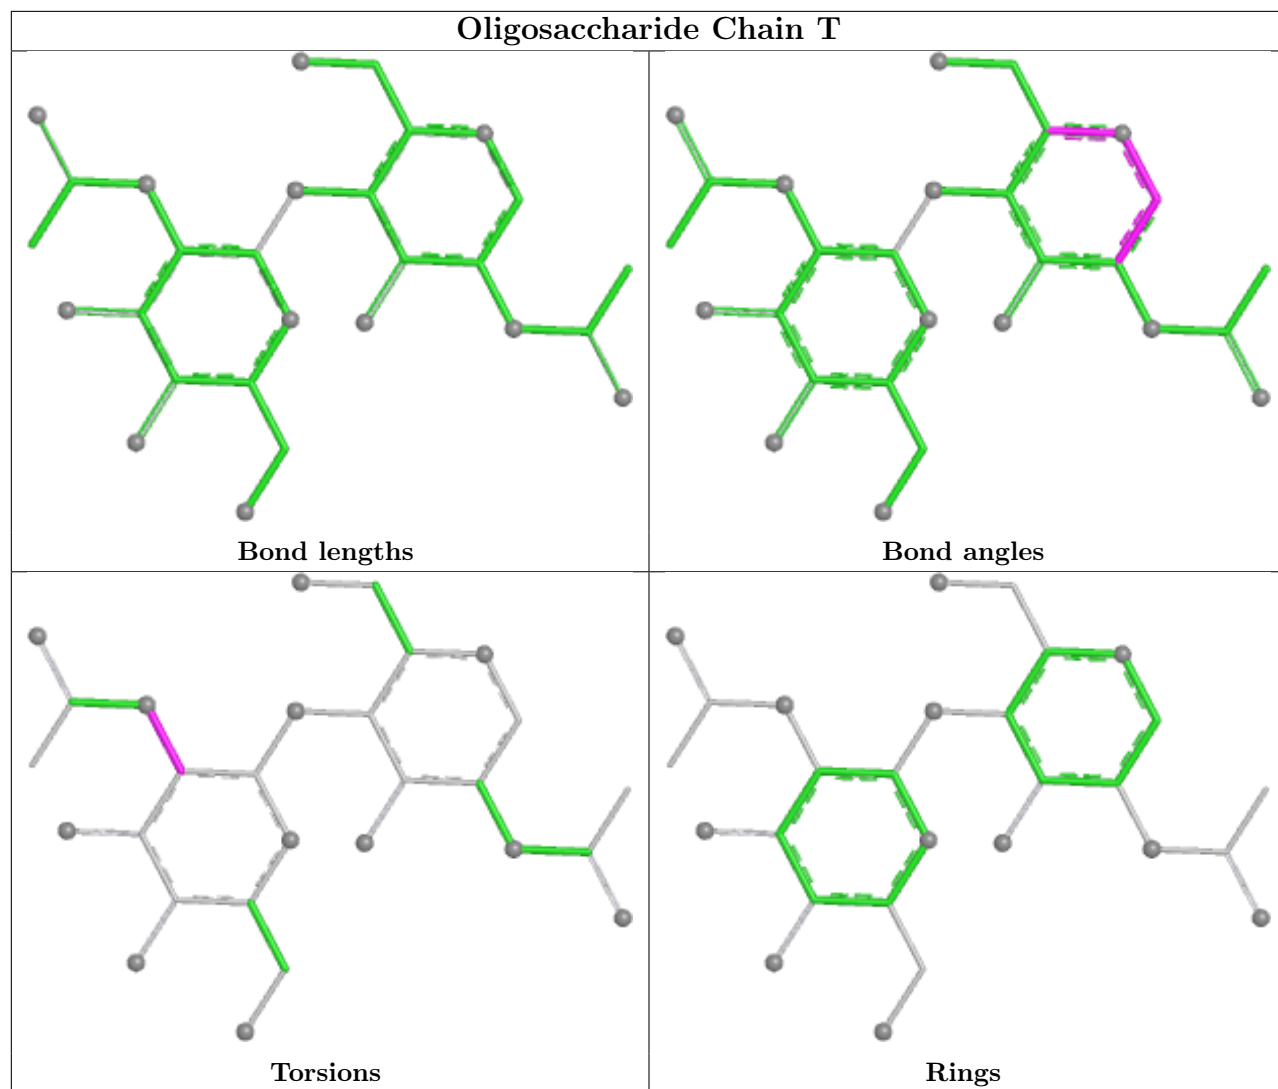 Oligosaccharide Chain T
Bond lengths
Bond angles
Torsions
Rings